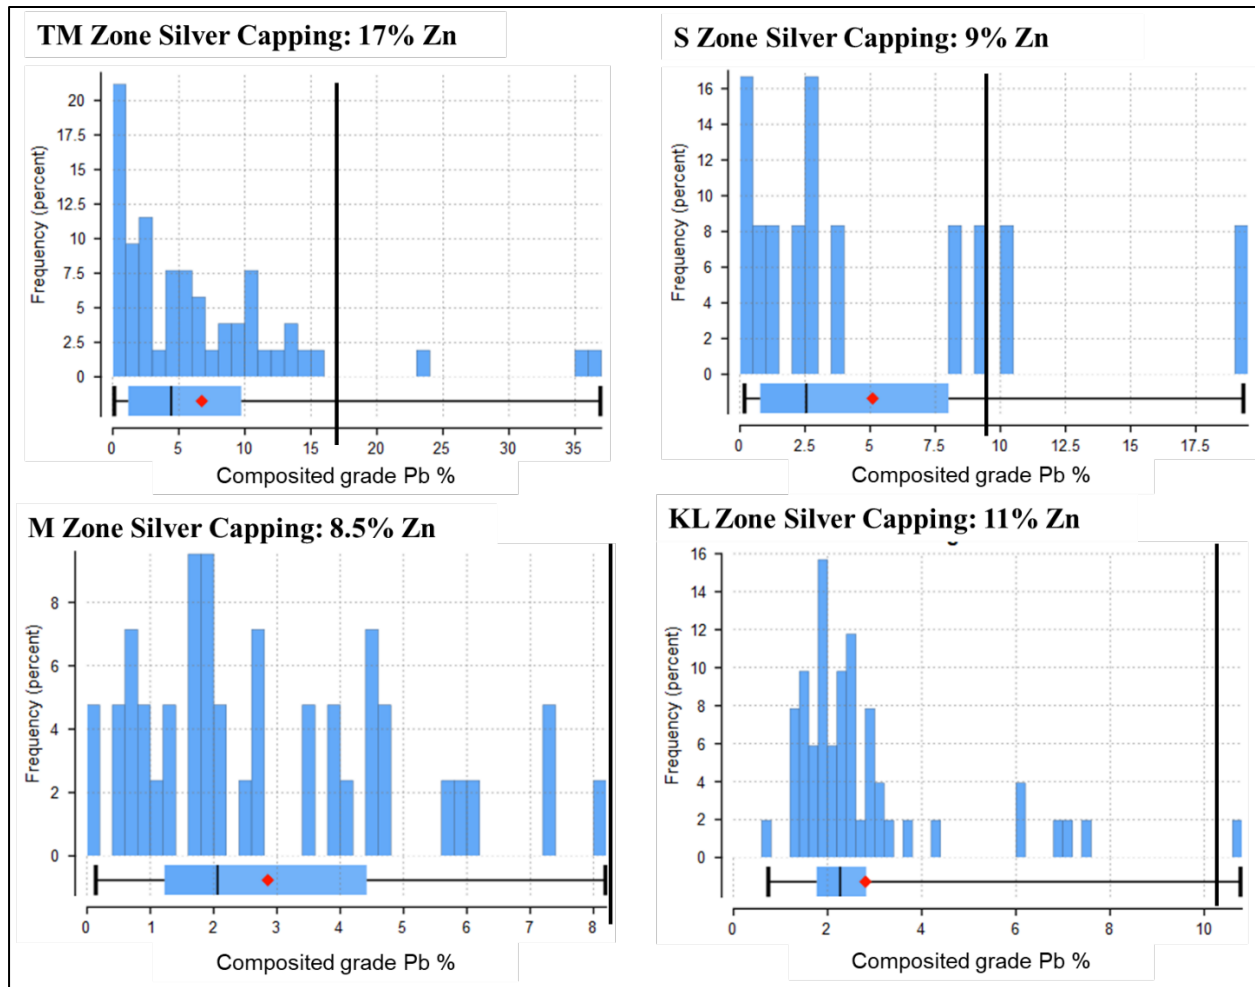 TM Zone Silver Capping: 17% Zn
Frequency (percent)
20
17.5
15
12.5
10
7.5
5
2.5
0
0 5 10 15 20 25 30 35
Composited grade Pb %
S Zone Silver Capping: 9% Zn
Frequency (percent)
16
14
12
10
8
6
4
2
0
0 2.5 5 7.5 10 12.5 15 17.5
Composited grade Pb %
M Zone Silver Capping: 8.5% Zn
Frequency (percent)
8
6
4
2
0
0 1 2 3 4 5 6 7 8
Composited grade Pb %
KL Zone Silver Capping: 11% Zn
Frequency (percent)
16
14
12
10
8
6
4
2
0
0 2 4 6 8 10
Composited grade Pb %